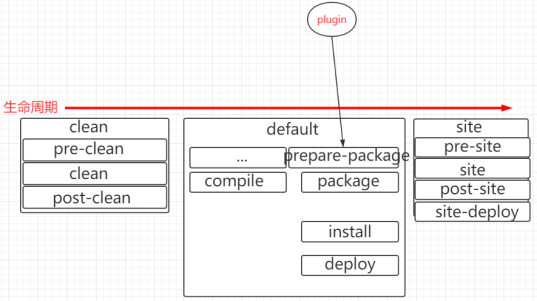 plugin
生命周期
clean
pre-clean
clean
post-clean
default
...
compile
prepare-package
package
install
deploy
site
pre-site
site
post-site
site-deploy